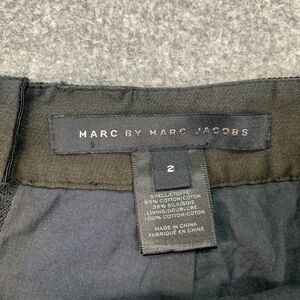 MARC BY MARC JACOBS
2
SHELL/ETOFFE:
65% COTTON/COTON
35% SILK/SOIE
LINING/DOUBLURE
100% COTTON/COTON
MADE IN CHINA
FABRIQUÉ EN CHINE